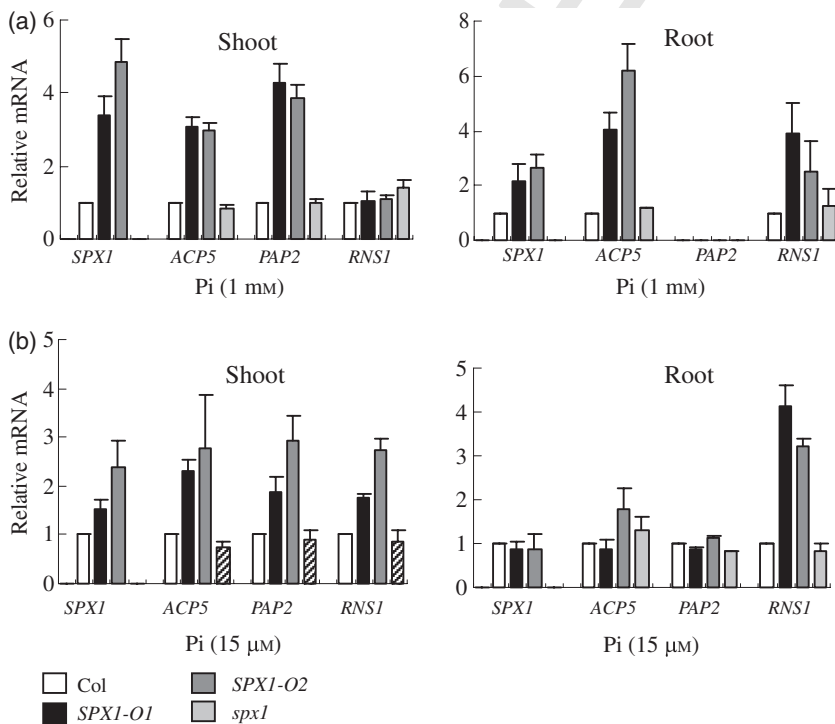 (a)
Shoot
Relative mRNA
6
4
2
0
SPX1 ACP5 PAP2 RNS1
Pi (1 mM)
Root
8
6
4
2
0
SPX1 ACP5 PAP2 RNS1
Pi (1 mM)
(b)
Shoot
Relative mRNA
5
4
3
2
1
0
SPX1 ACP5 PAP2 RNS1
Pi (15 μM)
Root
5
4
3
2
1
0
SPX1 ACP5 PAP2 RNS1
Pi (15 μM)
Col SPX1-O2
SPX1-O1 spx1